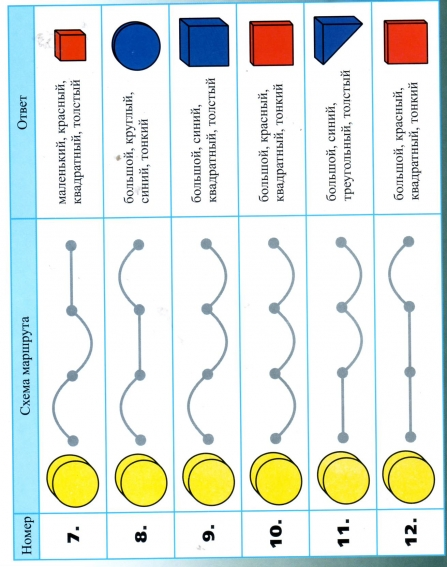 Номер
Схема маршрута
Ответ
7.
маленький, красный,
квадратный, толстый
8.
большой, круглый,
синий, тонкий
9.
большой, синий,
квадратный, толстый
10.
большой, красный,
квадратный, тонкий
11.
большой, синий,
треугольный, толстый
12.
большой, красный,
квадратный, тонкий